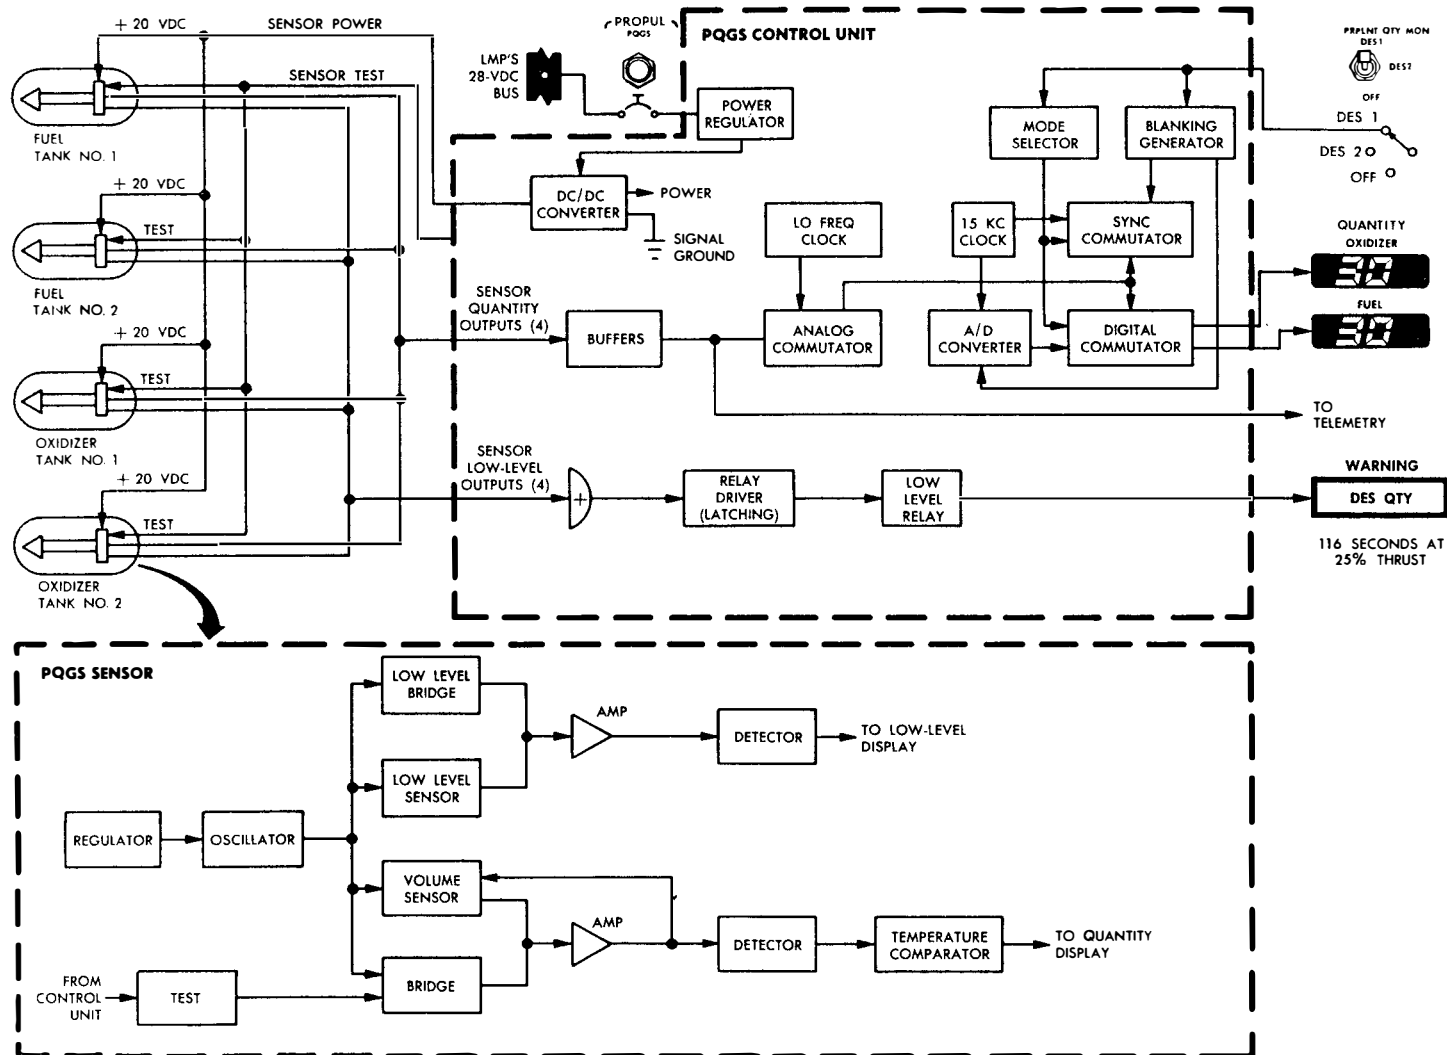 + 20 VDC
SENSOR POWER
SENSOR TEST
FUEL
TANK NO. 1
+ 20 VDC
TEST
FUEL
TANK NO. 2
+ 20 VDC
TEST
OXIDIZER
TANK NO. 1
+ 20 VDC
TEST
OXIDIZER
TANK NO. 2
LMP'S
28-VDC
BUS
PROPUL
PQGS
PQGS CONTROL UNIT
POWER
REGULATOR
DC/DC
CONVERTER
POWER
SIGNAL
GROUND
MODE
SELECTOR
BLANKING
GENERATOR
LO FREQ
CLOCK
15 KC
CLOCK
SYNC
COMMUTATOR
SENSOR
QUANTITY
OUTPUTS (4)
BUFFERS
ANALOG
COMMUTATOR
A/D
CONVERTER
DIGITAL
COMMUTATOR
SENSOR
LOW-LEVEL
OUTPUTS (4)
+
RELAY
DRIVER
(LATCHING)
LOW
LEVEL
RELAY
PRPLNT QTY MON
DES 1
DES 2
OFF
DES 1
DES 2
OFF
QUANTITY
OXIDIZER
30
FUEL
30
TO
TELEMETRY
WARNING
DES QTY
116 SECONDS AT
25% THRUST
PQGS SENSOR
LOW LEVEL
BRIDGE
LOW LEVEL
SENSOR
AMP
DETECTOR
TO LOW-LEVEL
DISPLAY
REGULATOR
OSCILLATOR
VOLUME
SENSOR
BRIDGE
AMP
DETECTOR
TEMPERATURE
COMPARATOR
TO QUANTITY
DISPLAY
FROM
CONTROL
UNIT
TEST